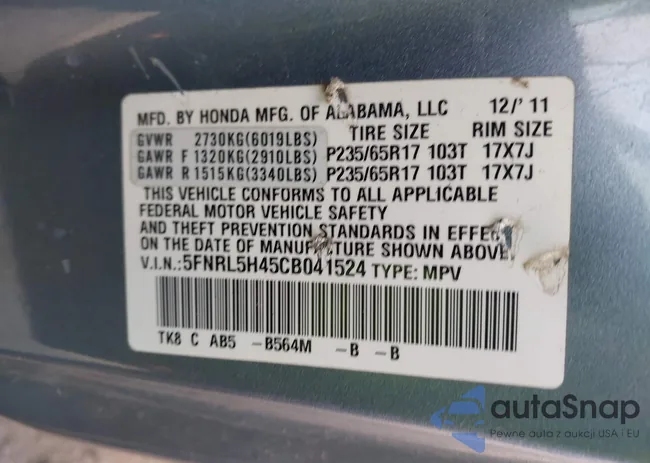 MFD. BY HONDA MFG. OF ALABAMA, LLC 12/'11
GVWR 2730KG(6019LBS) TIRE SIZE RIM SIZE
GAWR F 1320KG(2910LBS) P235/65R17 103T 17X7J
GAWR R 1515KG(3340LBS) P235/65R17 103T 17X7J
THIS VEHICLE CONFORMS TO ALL APPLICABLE
FEDERAL MOTOR VEHICLE SAFETY
AND THEFT PREVENTION STANDARDS IN EFFECT
ON THE DATE OF MANUFACTURE SHOWN ABOVE.
V.I.N.:5FNRL5H45CB041524 TYPE: MPV
TK8 C AB5 -B564M -B -B
autaSnap
Pewne auto z aukcji USA i EU